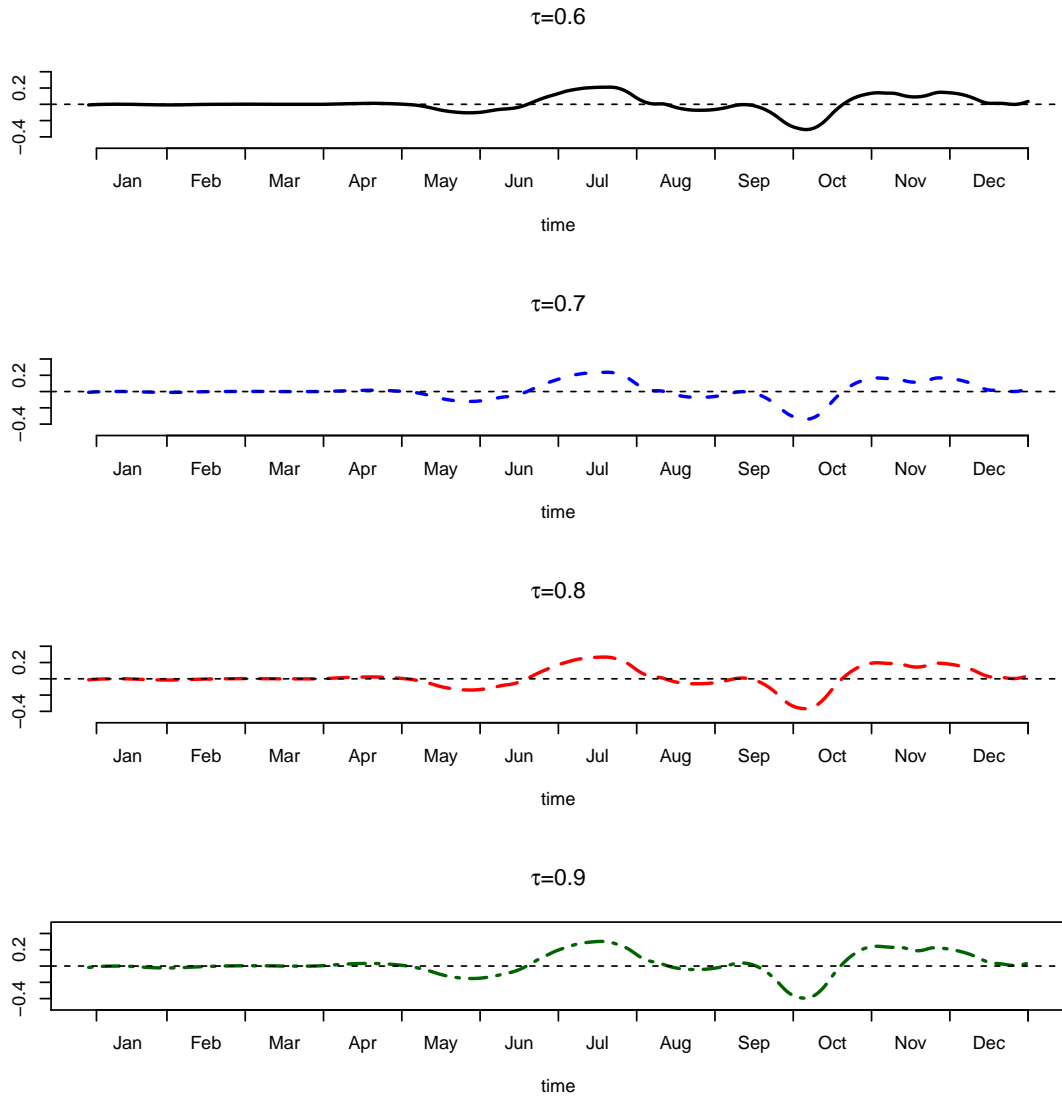 τ=0.6
0.2
−0.4
Jan Feb Mar Apr May Jun Jul Aug Sep Oct Nov Dec
time
τ=0.7
0.2
−0.4
Jan Feb Mar Apr May Jun Jul Aug Sep Oct Nov Dec
time
τ=0.8
0.2
−0.4
Jan Feb Mar Apr May Jun Jul Aug Sep Oct Nov Dec
time
τ=0.9
0.2
−0.4
Jan Feb Mar Apr May Jun Jul Aug Sep Oct Nov Dec
time